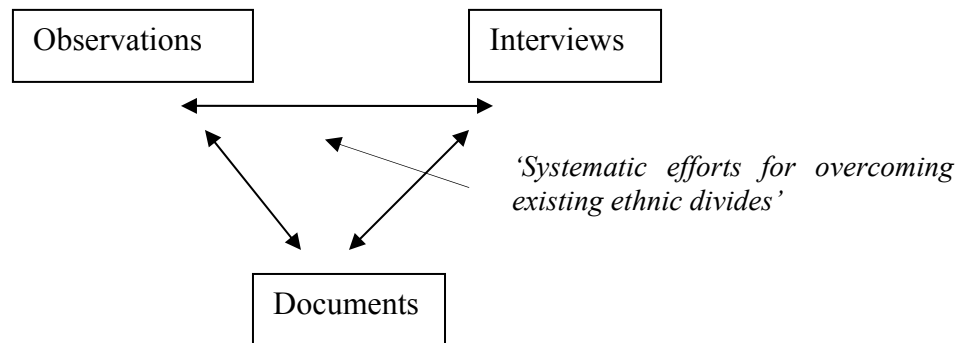 Observations
Interviews
‘Systematic efforts for overcoming
existing ethnic divides’
Documents